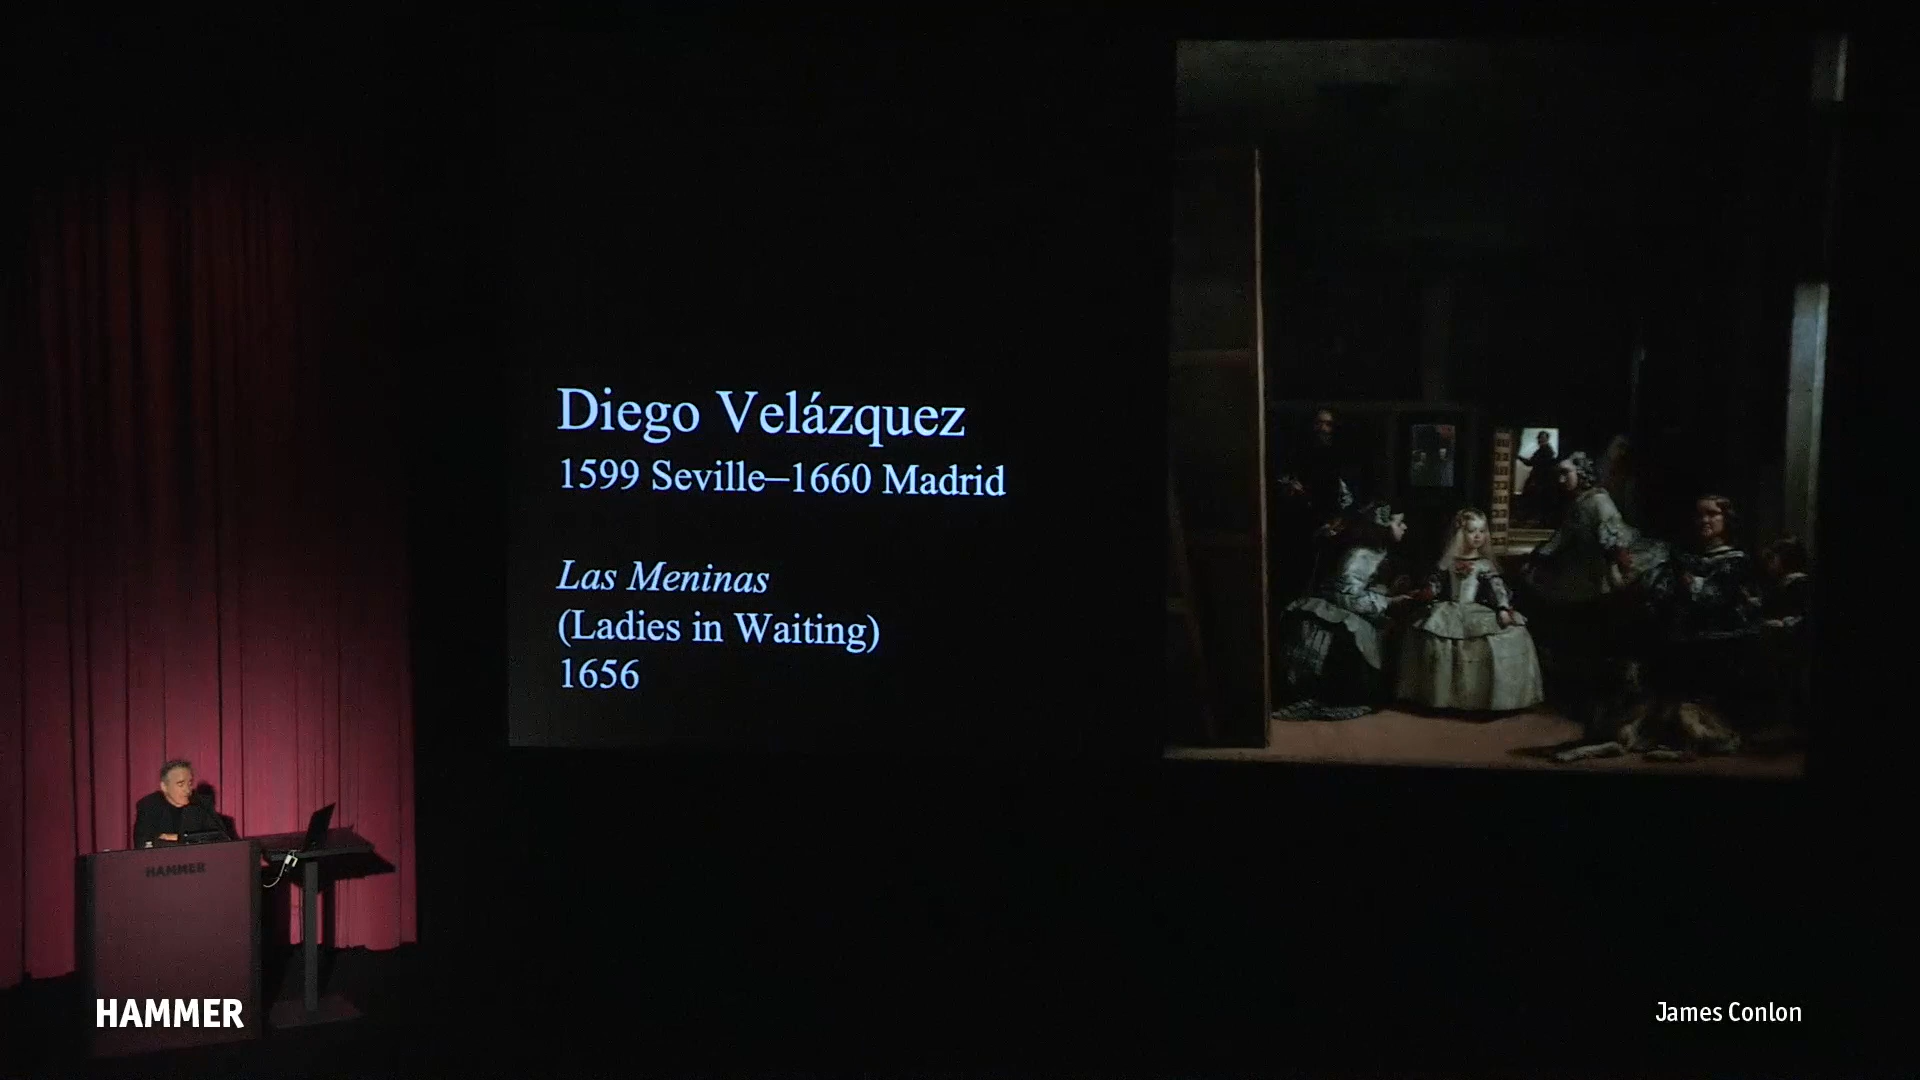 Diego Velázquez
1599 Seville–1660 Madrid
Las Meninas
(Ladies in Waiting)
1656
HAMMER
HAMMER
James Conlon